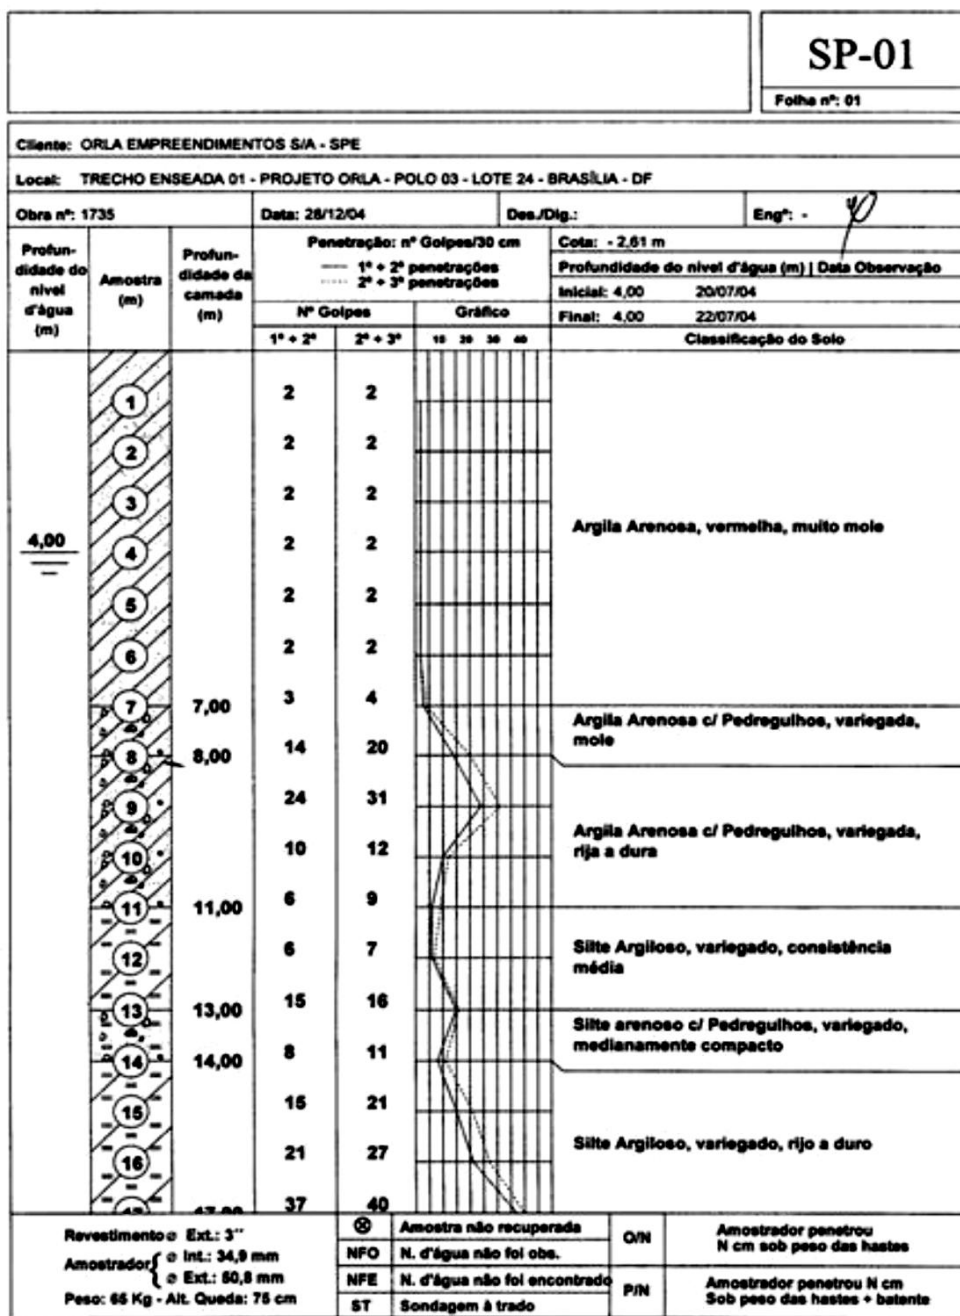 SP-01
Folha nº: 01
Cliente: ORLA EMPREENDIMENTOS S/A - SPE
Local: TRECHO ENSEADA 01 - PROJETO ORLA - POLO 03 - LOTE 24 - BRASÍLIA - DF
Obra nº: 1735 Data: 28/12/04 Des./Dig.: Engº: -
Profun-
didade do
nível
d'água
(m)
Amostra
(m)
Profun-
didade da
camada
(m)
Penetração: nº Golpes/30 cm
1ª + 2ª penetrações
2ª + 3ª penetrações
Nº Golpes Gráfico
1ª + 2ª 2ª + 3ª 10 20 30 40
Cota: - 2,61 m
Profundidade do nível d'água (m) | Data Observação
Inicial: 4,00 20/07/04
Final: 4,00 22/07/04
Classificação do Solo
1 2 2
2 2 2
3 2 2
Argila Arenosa, vermelha, muito mole
4,00 4 2 2
5 2 2
6 2 2
7 7,00 3 4
Argila Arenosa c/ Pedregulhos, variegada,
mole
8 8,00 14 20
9 24 31
Argila Arenosa c/ Pedregulhos, variegada,
rija a dura
10 10 12
11 11,00 6 9
12 6 7
Silte Argiloso, variegado, consistência
média
13 13,00 15 16
Silte arenoso c/ Pedregulhos, variegado,
medianamente compacto
14 14,00 8 11
15 15 21
Silte Argiloso, variegado, rijo a duro
16 21 27
37 40
Revestimento ø Ext.: 3''
Amostrador { ø Int.: 34,9 mm
ø Ext.: 50,8 mm
Peso: 65 Kg - Alt. Queda: 75 cm
⊗ Amostra não recuperada
NFO N. d'água não foi obs.
NFE N. d'água não foi encontrado
ST Sondagem à trado
O/N Amostrador penetrou
N cm sob peso das hastes
P/N Amostrador penetrou N cm
Sob peso das hastes + batente